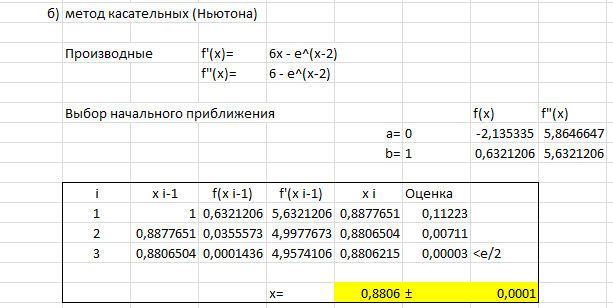 б) метод касательных (Ньютона)
Производные f'(x)= 6x - e^(x-2)
f''(x)= 6 - e^(x-2)
Выбор начального приближения f(x) f"(x)
a= 0 -2,135335 5,8646647
b= 1 0,6321206 5,6321206
i x i-1 f(x i-1) f'(x i-1) x i Оценка
1 1 0,6321206 5,6321206 0,8877651 0,11223
2 0,8877651 0,0355573 4,9977673 0,8806504 0,00711
3 0,8806504 0,0001436 4,9574106 0,8806215 0,00003 <e/2
x= 0,8806 ± 0,0001